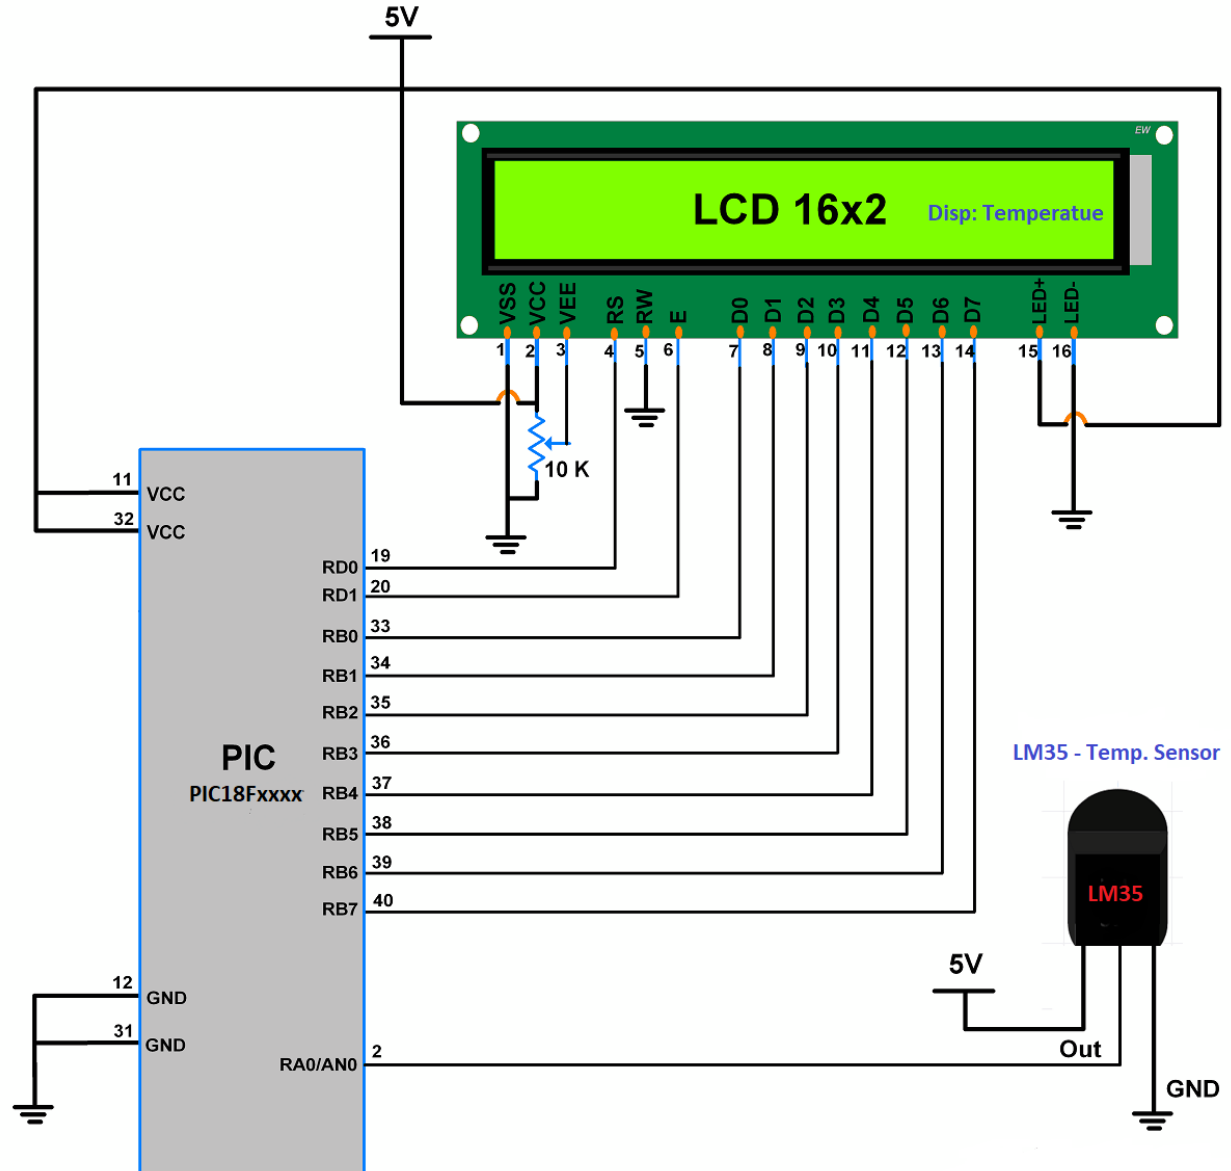 5V
EW
LCD 16x2
Disp: Temperatue
VSS
VCC
VEE
RS
RW
E
D0
D1
D2
D3
D4
D5
D6
D7
LED+
LED-
1
2
3
4
5
6
7
8
9
10
11
12
13
14
15
16
10 K
11
VCC
32
VCC
19
RD0
20
RD1
33
RB0
34
RB1
35
RB2
36
RB3
37
RB4
38
RB5
39
RB6
40
RB7
PIC
PIC18Fxxxx
12
GND
31
GND
2
RA0/AN0
LM35 - Temp. Sensor
LM35
5V
Out
GND